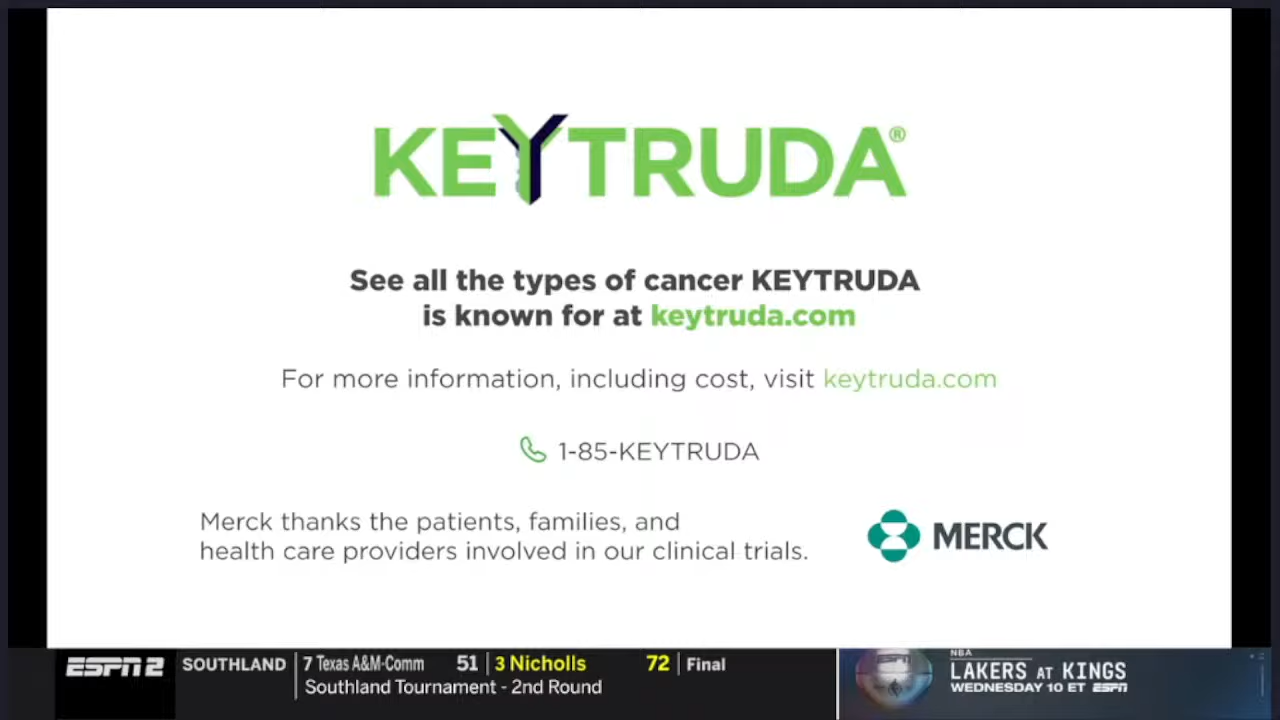 KEYTRUDA®
See all the types of cancer KEYTRUDA
is known for at keytruda.com
For more information, including cost, visit keytruda.com
1-85-KEYTRUDA
Merck thanks the patients, families, and
health care providers involved in our clinical trials.
MERCK
ESPN2 SOUTHLAND 7 Texas A&M-Comm 51 3 Nicholls 72 Final
Southland Tournament - 2nd Round
NBA
LAKERS AT KINGS
WEDNESDAY 10 ET ESPN